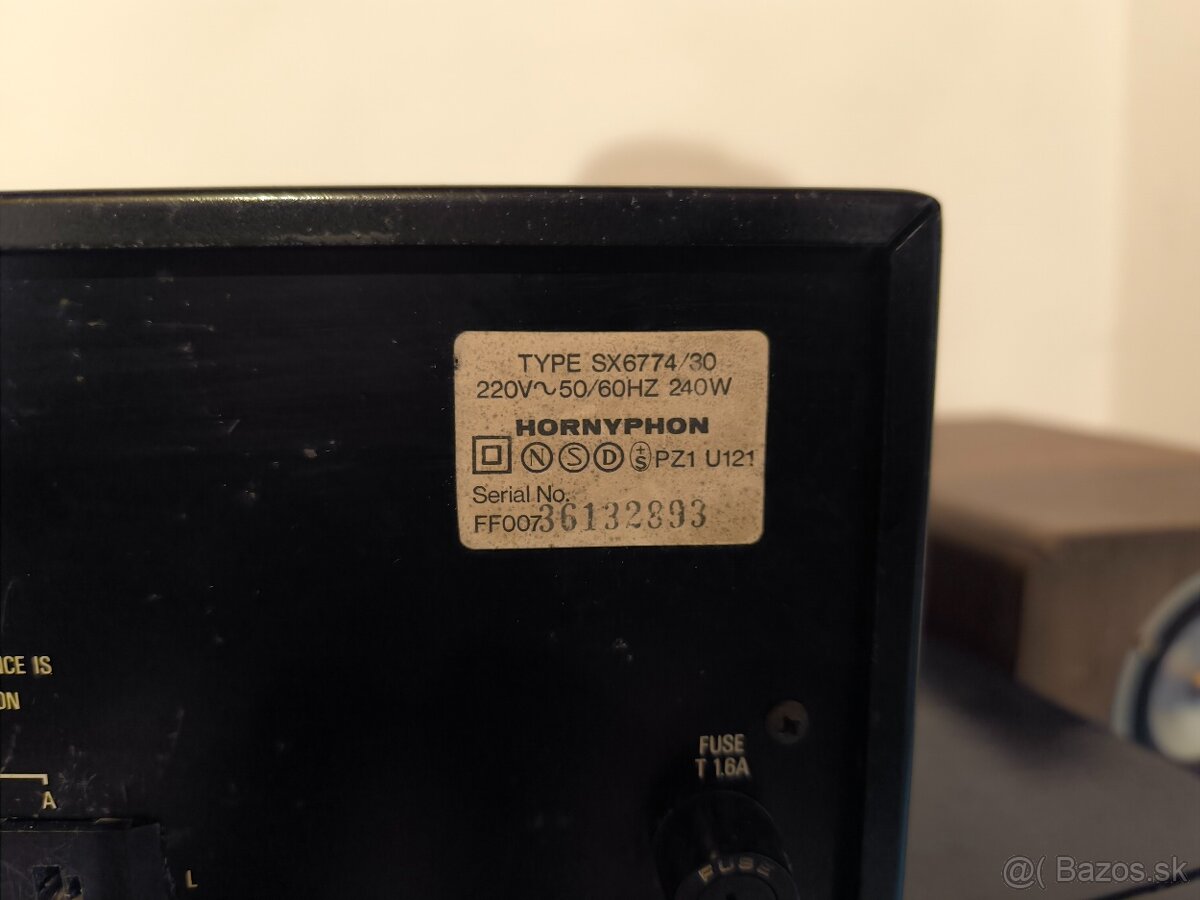 TYPE SX6774/30
220V~50/60HZ 240W
HORNYPHON
N S D +S PZ1 U121
Serial No.
FF007 36132893
ICE IS
ON
A
L
FUSE
T 1.6A
FUSE
@( Bazos.sk